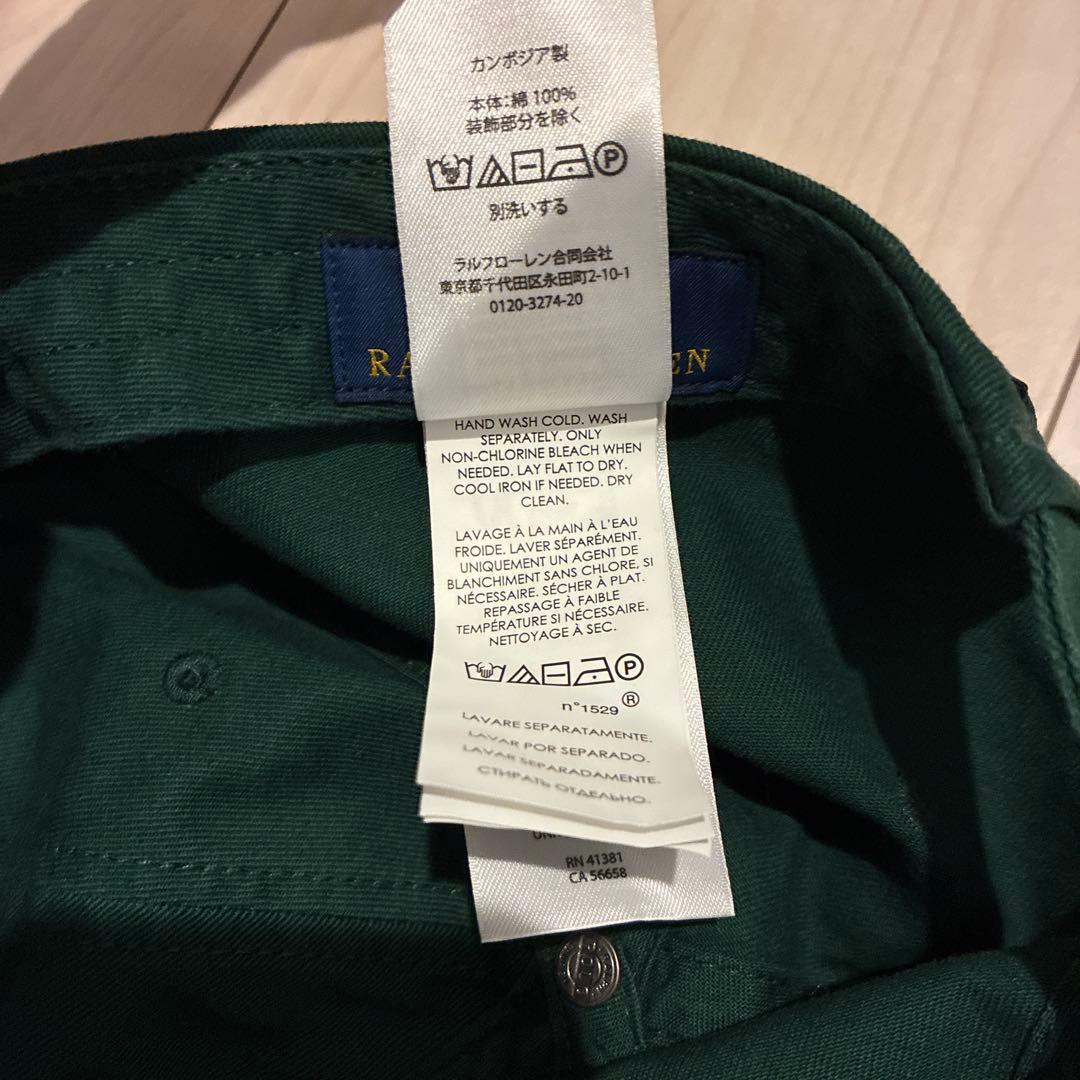 カンボジア製
本体:綿 100%
装飾部分を除く
P
別洗いする
ラルフローレン合同会社
東京都千代田区永田町2-10-1
0120-3274-20
HAND WASH COLD. WASH
SEPARATELY. ONLY
NON-CHLORINE BLEACH WHEN
NEEDED. LAY FLAT TO DRY.
COOL IRON IF NEEDED. DRY
CLEAN.
LAVAGE À LA MAIN À L'EAU
FROIDE. LAVER SÉPARÉMENT.
UNIQUEMENT UN AGENT DE
BLANCHIMENT SANS CHLORE, SI
NÉCESSAIRE. SÉCHER À PLAT.
REPASSAGE À FAIBLE
TEMPÉRATURE SI NÉCESSAIRE.
NETTOYAGE À SEC.
P
n°1529 ®
LAVARE SEPARATAMENTE.
LAVAR POR SEPARADO.
LAVAR SEPARADAMENTE.
СТИРАТЬ ОТДЕЛЬНО.
RN 41381
CA 56658